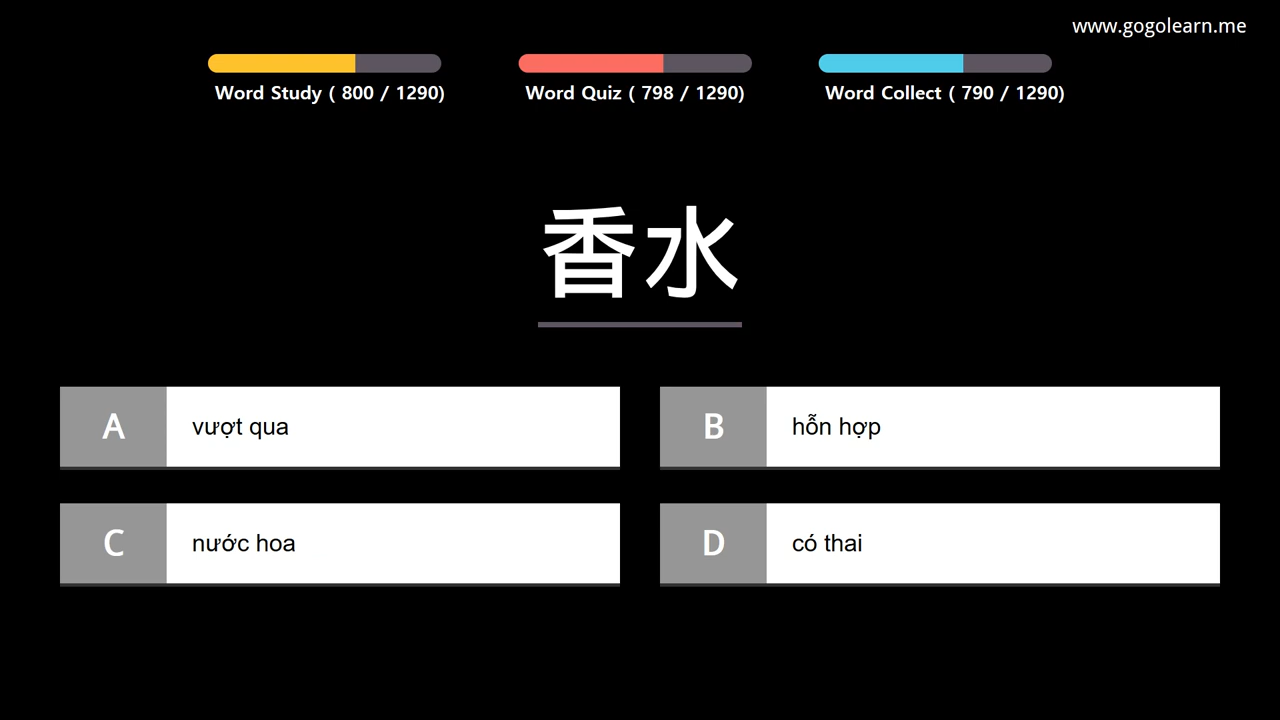 www.gogolearn.me
Word Study ( 800 / 1290)
Word Quiz ( 798 / 1290)
Word Collect ( 790 / 1290)
香水
A vượt qua
B hỗn hợp
C nước hoa
D có thai